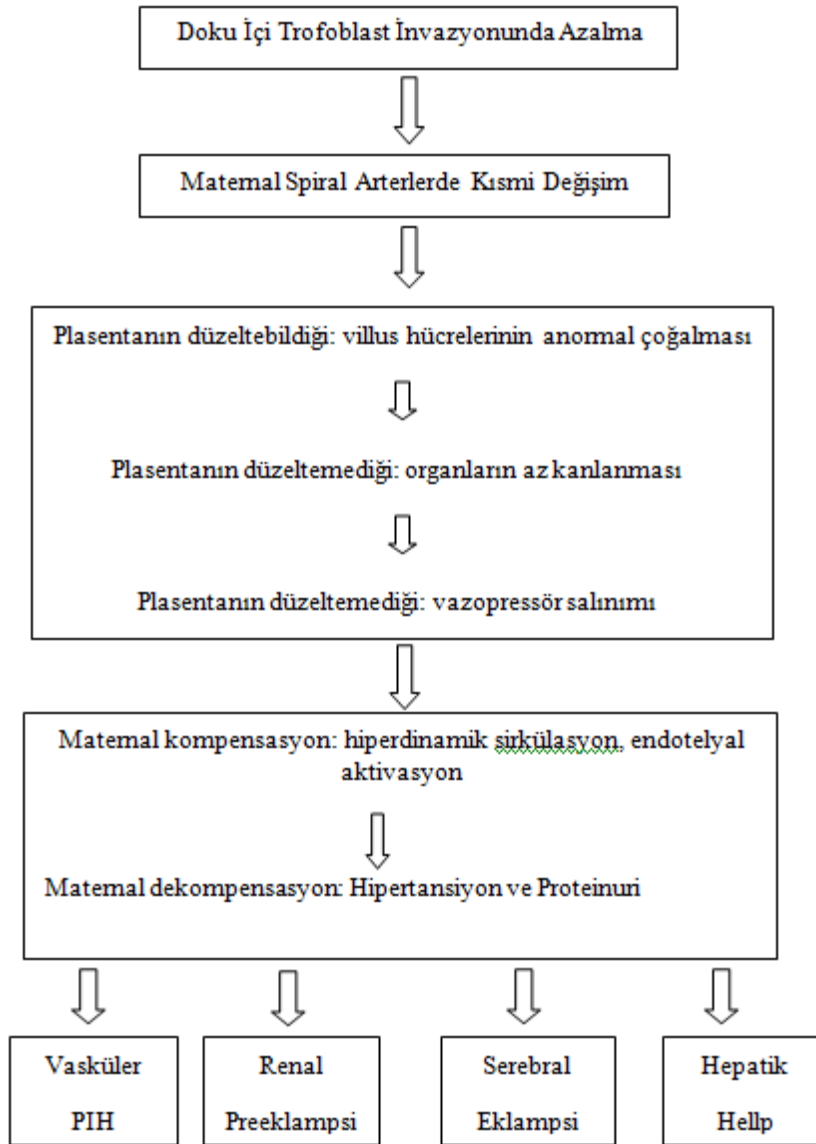 Doku İçi Trofoblast İnvazyonunda Azalma
Maternal Spiral Arterlerde Kısmi Değişim
Plasentanın düzeltebildiği: villus hücrelerinin anormal çoğalması
Plasentanın düzeltemediği: organların az kanlanması
Plasentanın düzeltemediği: vazopressör salınımı
Maternal kompensasyon: hiperdinamik sirkülasyon, endotelyal
aktivasyon
Maternal dekompensasyon: Hipertansiyon ve Proteinuri
Vasküler
PIH
Renal
Preeklampsi
Serebral
Eklampsi
Hepatik
Hellp